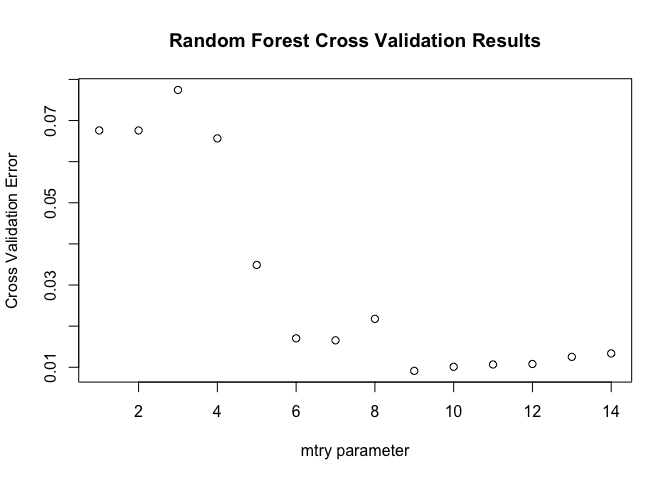 Random Forest Cross Validation Results
Cross Validation Error
0.07
0.05
0.03
0.01
2 4 6 8 10 12 14
mtry parameter